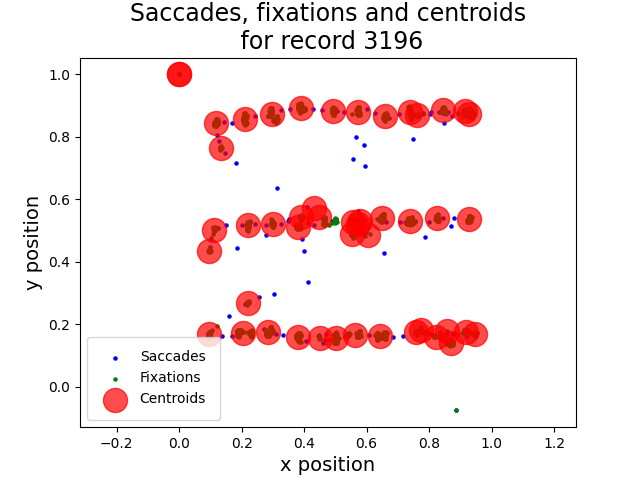 Saccades, fixations and centroids
for record 3196
y position
1.0
0.8
0.6
0.4
0.2
0.0
Saccades
Fixations
Centroids
−0.2
0.0
0.2
0.4
0.6
0.8
1.0
1.2
x position